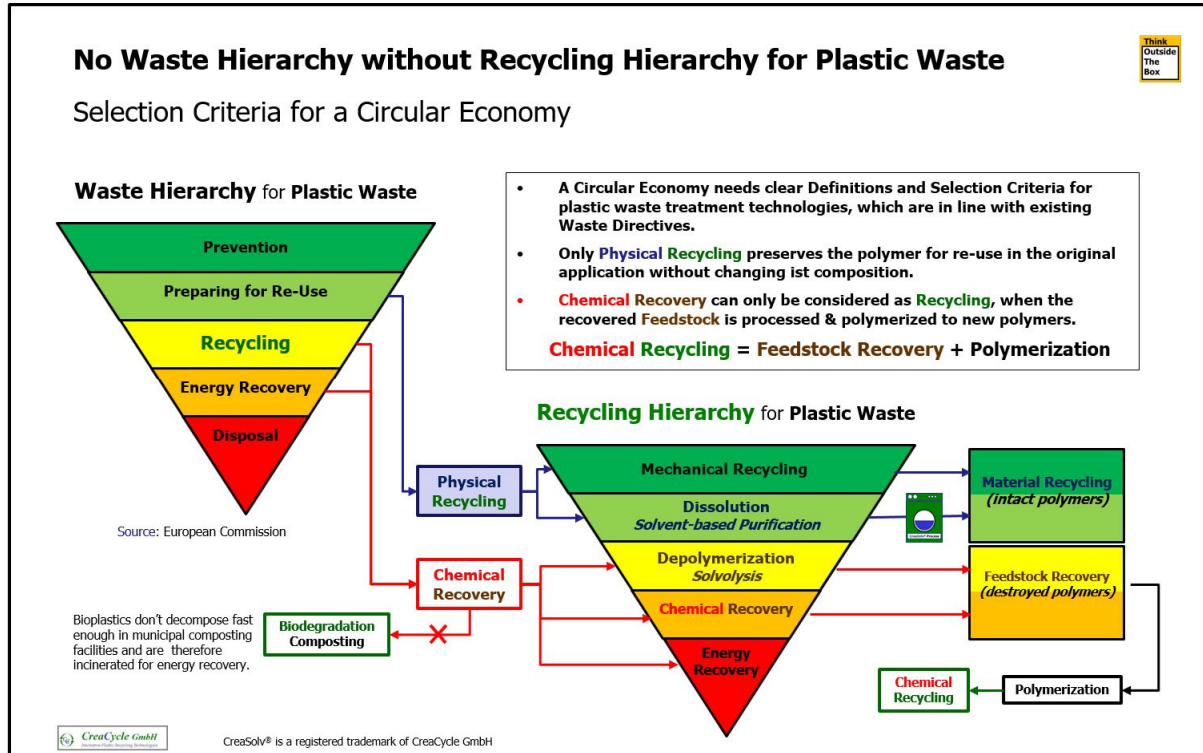 No Waste Hierarchy without Recycling Hierarchy for Plastic Waste
Think
Outside
The
Box
Selection Criteria for a Circular Economy
Waste Hierarchy for Plastic Waste
Prevention
Preparing for Re-Use
Recycling
Energy Recovery
Disposal
Source: European Commission
• A Circular Economy needs clear Definitions and Selection Criteria for
plastic waste treatment technologies, which are in line with existing
Waste Directives.
• Only Physical Recycling preserves the polymer for re-use in the original
application without changing ist composition.
• Chemical Recovery can only be considered as Recycling, when the
recovered Feedstock is processed & polymerized to new polymers.
Chemical Recycling = Feedstock Recovery + Polymerization
Recycling Hierarchy for Plastic Waste
Physical
Recycling
Chemical
Recovery
Mechanical Recycling
Dissolution
Solvent-based Purification
Depolymerization
Solvolysis
Chemical Recovery
Energy
Recovery
Material Recycling
(intact polymers)
Feedstock Recovery
(destroyed polymers)
Polymerization
Chemical
Recycling
Biodegradation
Composting
Bioplastics don't decompose fast
enough in municipal composting
facilities and are therefore
incinerated for energy recovery.
CreaCycle GmbH
CreaSolv® is a registered trademark of CreaCycle GmbH